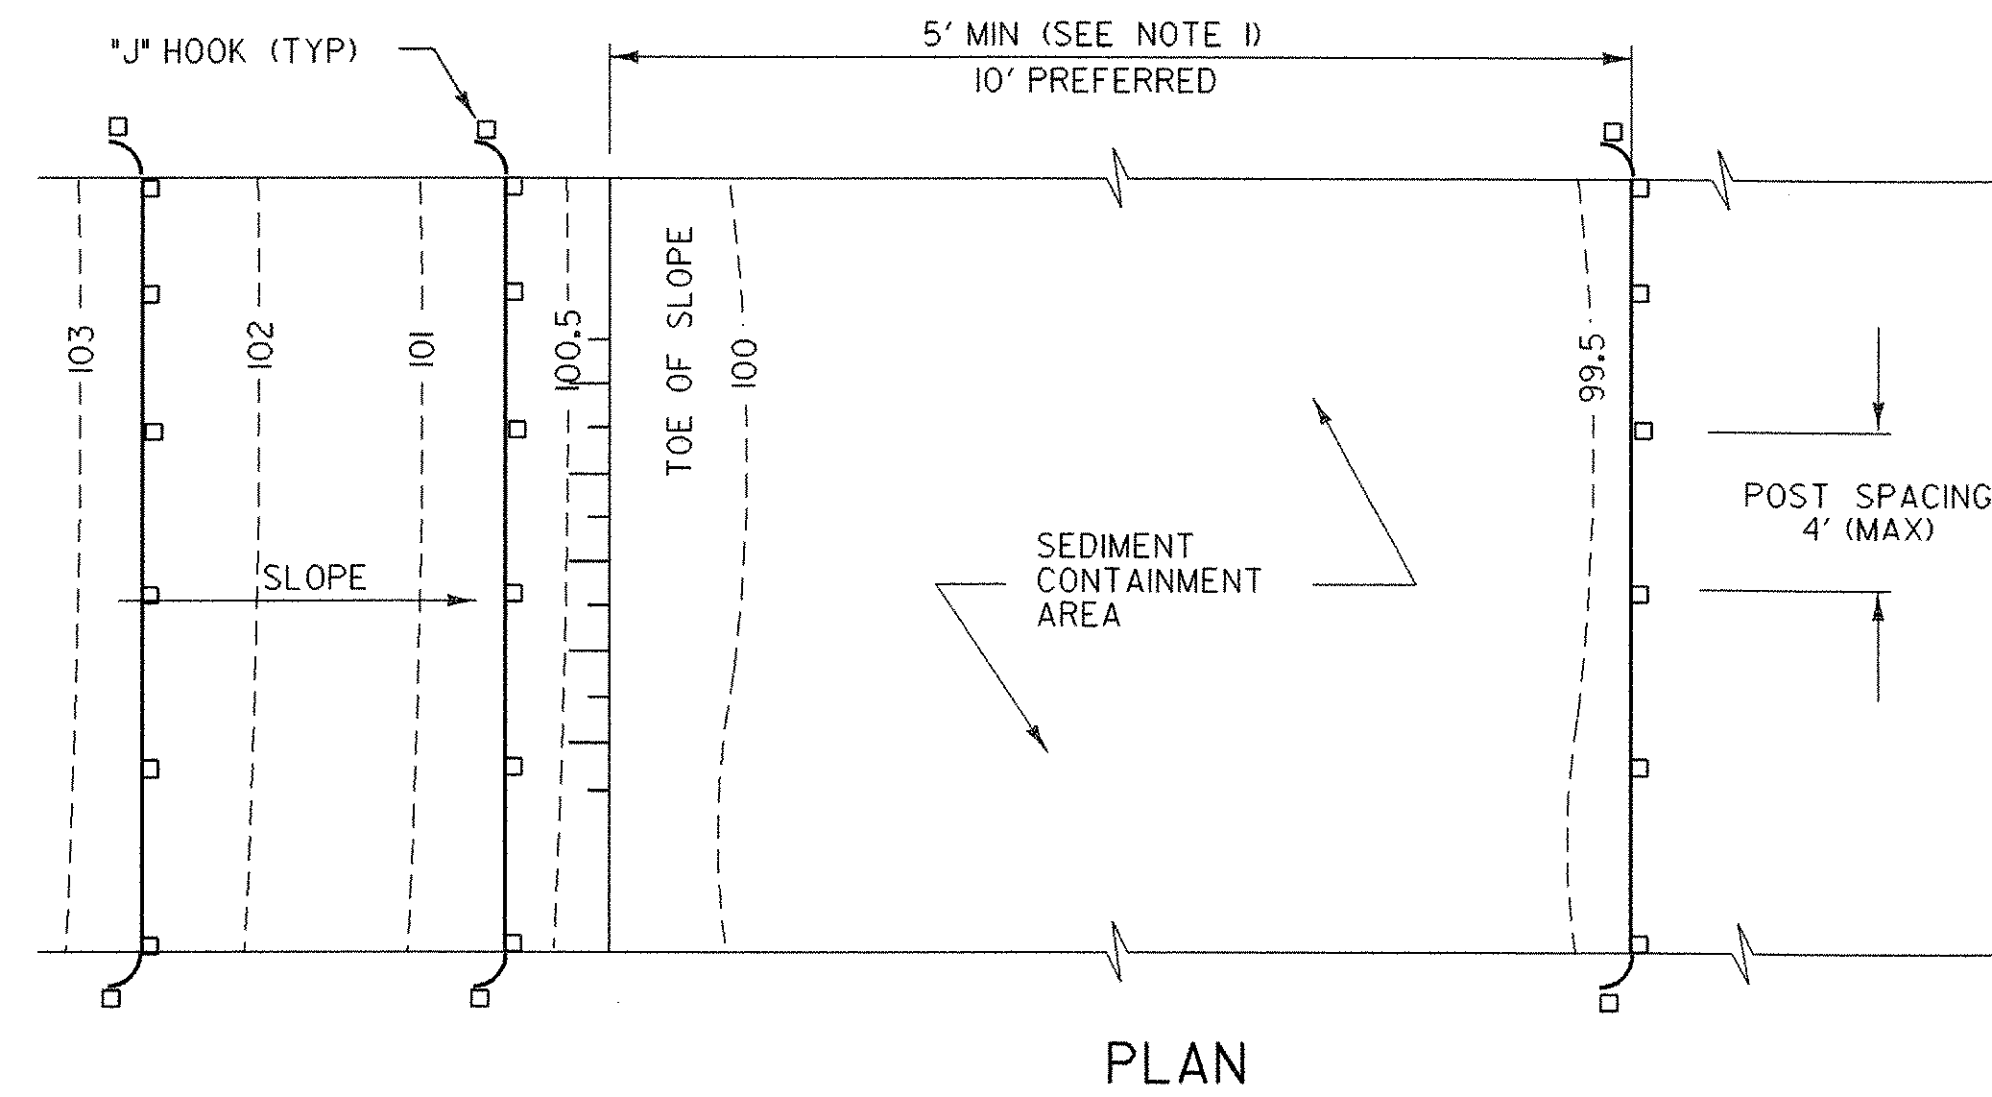 5' MIN (SEE NOTE 1)
10' PREFERRED
"J" HOOK (TYP)
103
102
101
100.5
TOE OF SLOPE
100
99.5
POST SPACING
4' (MAX)
SLOPE
SEDIMENT
CONTAINMENT
AREA
PLAN